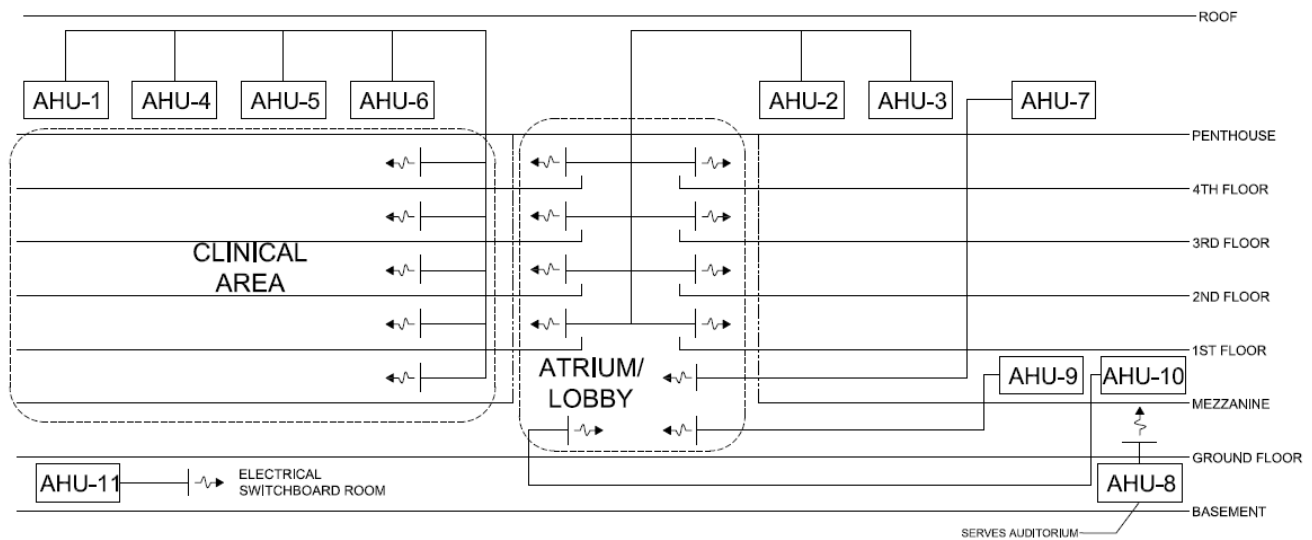 ROOF
AHU-1
AHU-4
AHU-5
AHU-6
AHU-2
AHU-3
AHU-7
PENTHOUSE
4TH FLOOR
3RD FLOOR
CLINICAL
AREA
2ND FLOOR
1ST FLOOR
ATRIUM/
LOBBY
AHU-9
AHU-10
MEZZANINE
GROUND FLOOR
AHU-11
ELECTRICAL
SWITCHBOARD ROOM
AHU-8
BASEMENT
SERVES AUDITORIUM